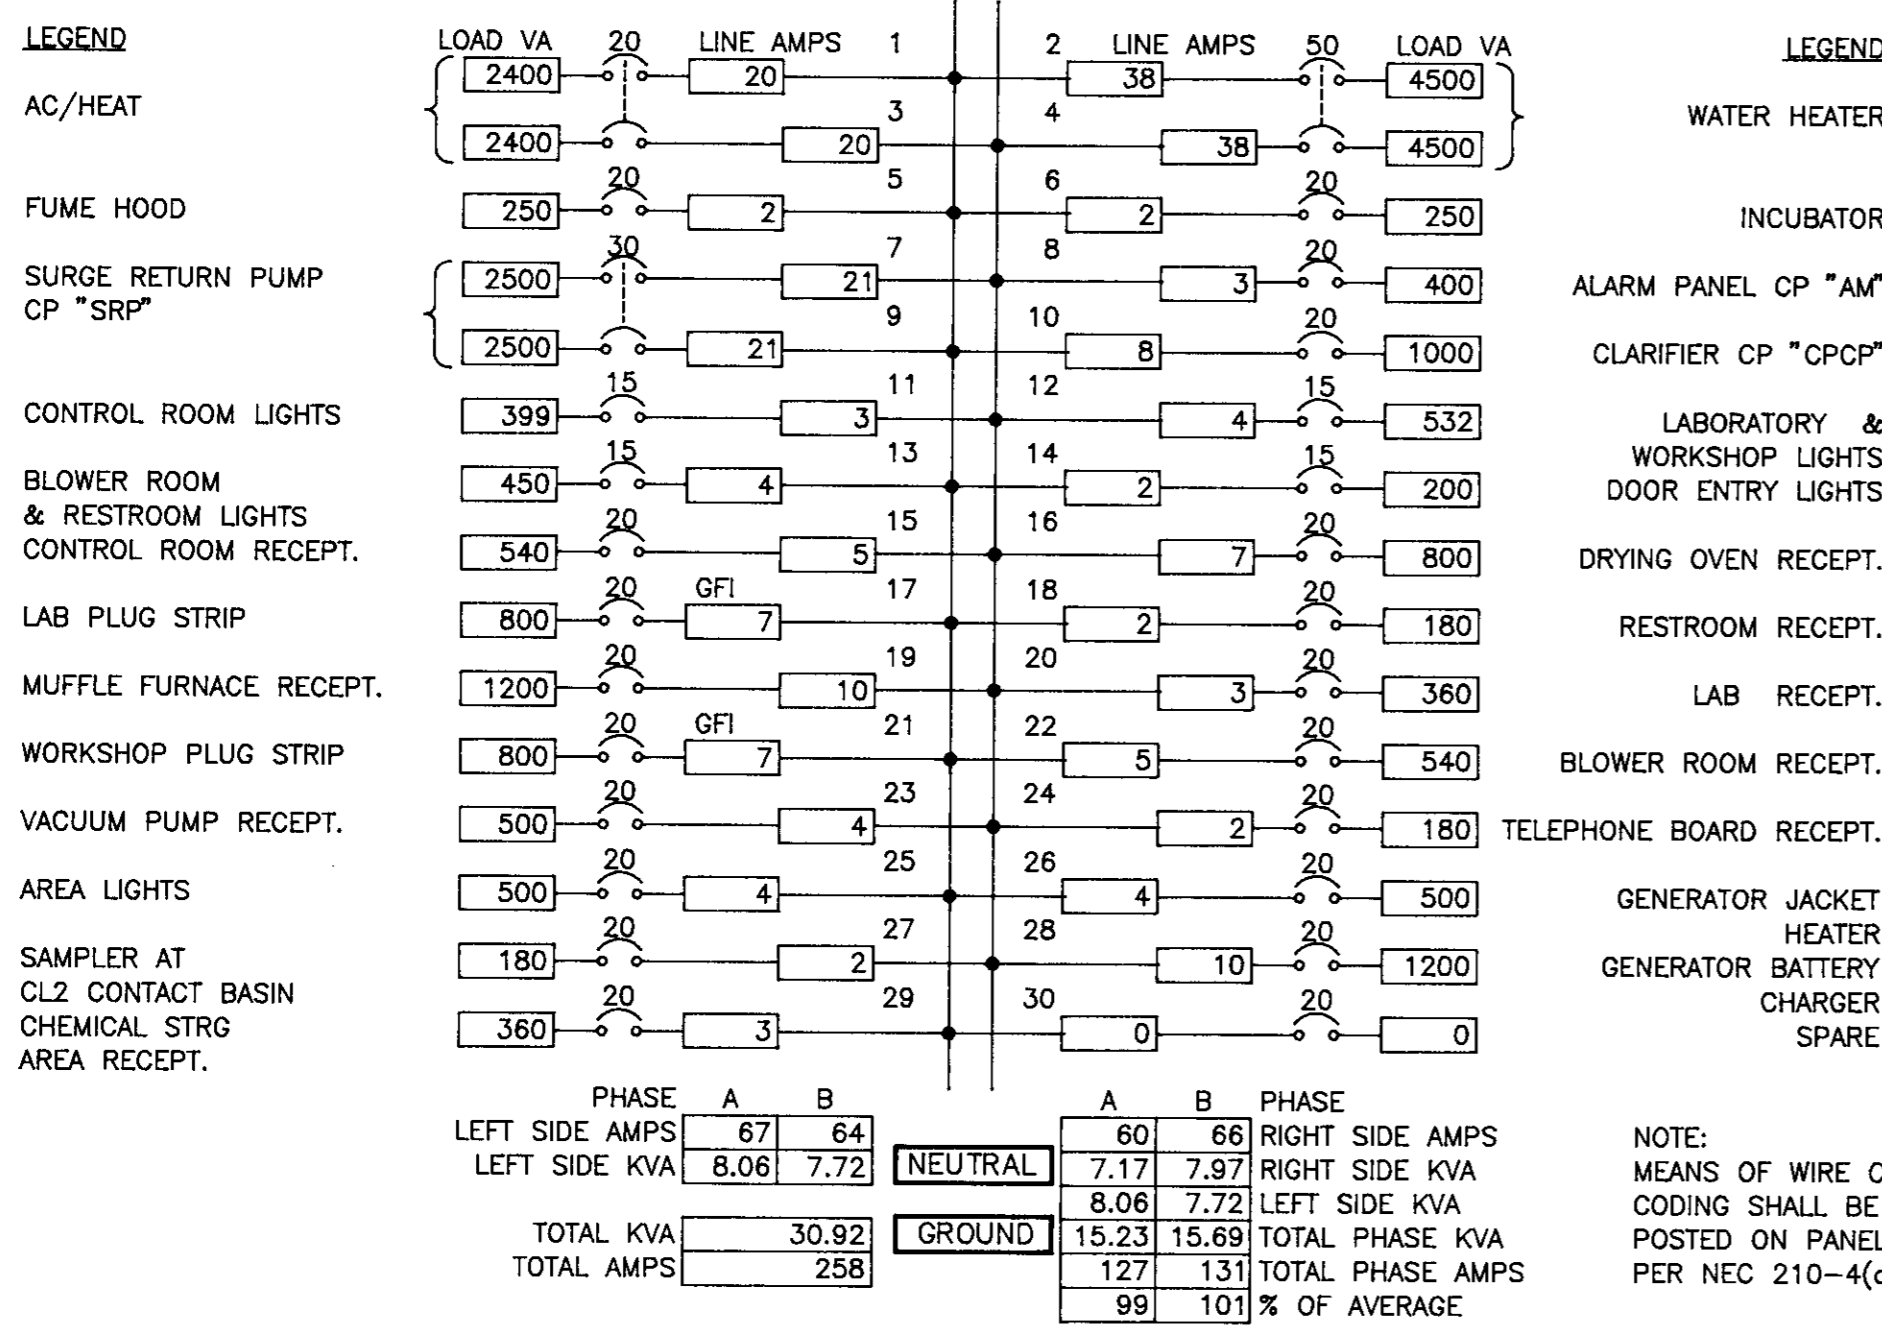 LEGEND LOAD VA 20 LINE AMPS 1 2 LINE AMPS 50 LOAD VA LEGEND
2400 20 38 4500
AC/HEAT 3 4 WATER HEATER
2400 20 38 4500
20 5 6 20
FUME HOOD 250 2 2 250 INCUBATOR
30 7 8 20
SURGE RETURN PUMP 2500 21 3 400 ALARM PANEL CP "AM"
CP "SRP" 9 10 20
2500 21 8 1000 CLARIFIER CP "CPCP"
15 11 12 15
CONTROL ROOM LIGHTS 399 3 4 532 LABORATORY &
15 13 14 15 WORKSHOP LIGHTS
BLOWER ROOM 450 4 2 200 DOOR ENTRY LIGHTS
& RESTROOM LIGHTS 20 15 16 20
CONTROL ROOM RECEPT. 540 5 7 800 DRYING OVEN RECEPT.
20 GFI 17 18 20
LAB PLUG STRIP 800 7 2 180 RESTROOM RECEPT.
20 19 20 20
MUFFLE FURNACE RECEPT. 1200 10 3 360 LAB RECEPT.
20 GFI 21 22 20
WORKSHOP PLUG STRIP 800 7 5 540 BLOWER ROOM RECEPT.
20 23 24 20
VACUUM PUMP RECEPT. 500 4 2 180 TELEPHONE BOARD RECEPT.
20 25 26 20
AREA LIGHTS 500 4 4 500 GENERATOR JACKET
20 27 28 20 HEATER
SAMPLER AT 180 2 10 1200 GENERATOR BATTERY
CL2 CONTACT BASIN 20 29 30 20 CHARGER
CHEMICAL STRG 360 3 0 0 SPARE
AREA RECEPT.
PHASE A B A B PHASE
LEFT SIDE AMPS 67 64 60 66 RIGHT SIDE AMPS NOTE:
LEFT SIDE KVA 8.06 7.72 NEUTRAL 7.17 7.97 RIGHT SIDE KVA MEANS OF WIRE C
8.06 7.72 LEFT SIDE KVA CODING SHALL BE
TOTAL KVA 30.92 GROUND 15.23 15.69 TOTAL PHASE KVA POSTED ON PANEL
TOTAL AMPS 258 127 131 TOTAL PHASE AMPS PER NEC 210-4(
99 101 % OF AVERAGE